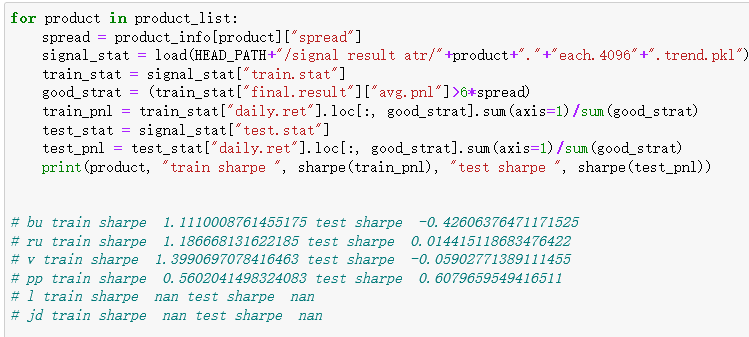 for product in product_list:
    spread = product_info[product]["spread"]
    signal_stat = load(HEAD_PATH+"/signal result atr/"+product+"."+"each.4096"+".trend.pkl")
    train_stat = signal_stat["train.stat"]
    good_strat = (train_stat["final.result"]["avg.pnl"]>6*spread)
    train_pnl = train_stat["daily.ret"].loc[:, good_strat].sum(axis=1)/sum(good_strat)
    test_stat = signal_stat["test.stat"]
    test_pnl = test_stat["daily.ret"].loc[:, good_strat].sum(axis=1)/sum(good_strat)
    print(product, "train sharpe ", sharpe(train_pnl), "test sharpe ", sharpe(test_pnl))
# bu train sharpe  1.1110008761455175 test sharpe  -0.42606376471171525
# ru train sharpe  1.186668131622185 test sharpe  0.014415118683476422
# v train sharpe  1.3990697078416463 test sharpe  -0.05902771389111455
# pp train sharpe  0.5602041498324083 test sharpe  0.6079659549416511
# l train sharpe  nan test sharpe  nan
# jd train sharpe  nan test sharpe  nan